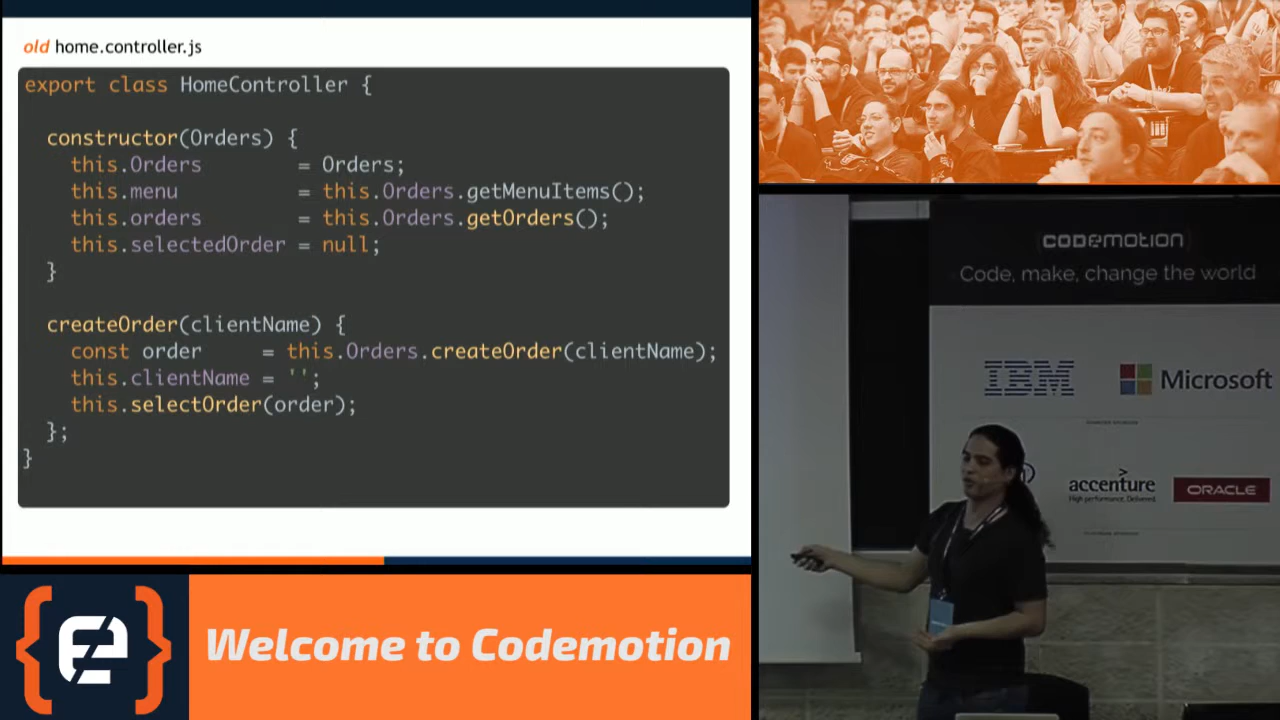 old home.controller.js
export class HomeController {
constructor(Orders) {
this.Orders = Orders;
this.menu = this.Orders.getMenuItems();
this.orders = this.Orders.getOrders();
this.selectedOrder = null;
}
createOrder(clientName) {
const order = this.Orders.createOrder(clientName);
this.clientName = '';
this.selectOrder(order);
};
}
Welcome to Codemotion
codemotion
Code, make, change the world
IBM
Microsoft
accenture
High performance. Delivered.
ORACLE